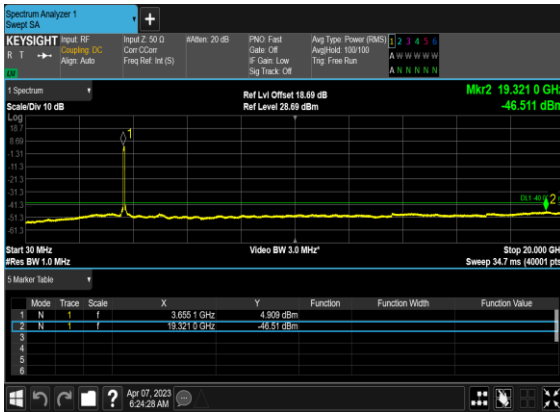 Spectrum Analyzer 1
Swept SA
+
KEYSIGHT Input: RF Input Z: 50 Ω #Atten: 20 dB PNO: Fast Avg Type: Power (RMS) 1 2 3 4 5 6
R T Coupling: DC Corr CCorr Gate: Off Avg|Hold: 100/100 A W W W W W
Align: Auto Freq Ref: Int (S) IF Gain: Low Trig: Free Run
LXI Sig Track: Off A N N N N N
1 Spectrum Ref Lvl Offset 18.69 dB Mkr2 19.321 0 GHz
Scale/Div 10 dB Ref Level 28.69 dBm -46.511 dBm
Log
18.7
8.69
-1.31
-11.3
-21.3
-31.3
-41.3
-51.3
-61.3
1
DL1 -40.0
2
Start 30 MHz Video BW 3.0 MHz* Stop 20.000 GH
#Res BW 1.0 MHz Sweep 34.7 ms (40001 pts
5 Marker Table
Mode Trace Scale X Y Function Function Width Function Value
1 N 1 f 3.655 1 GHz 4.909 dBm
2 N 1 f 19.321 0 GHz -46.51 dBm
3
4
5
6
? Apr 07, 2023
6:24:28 AM